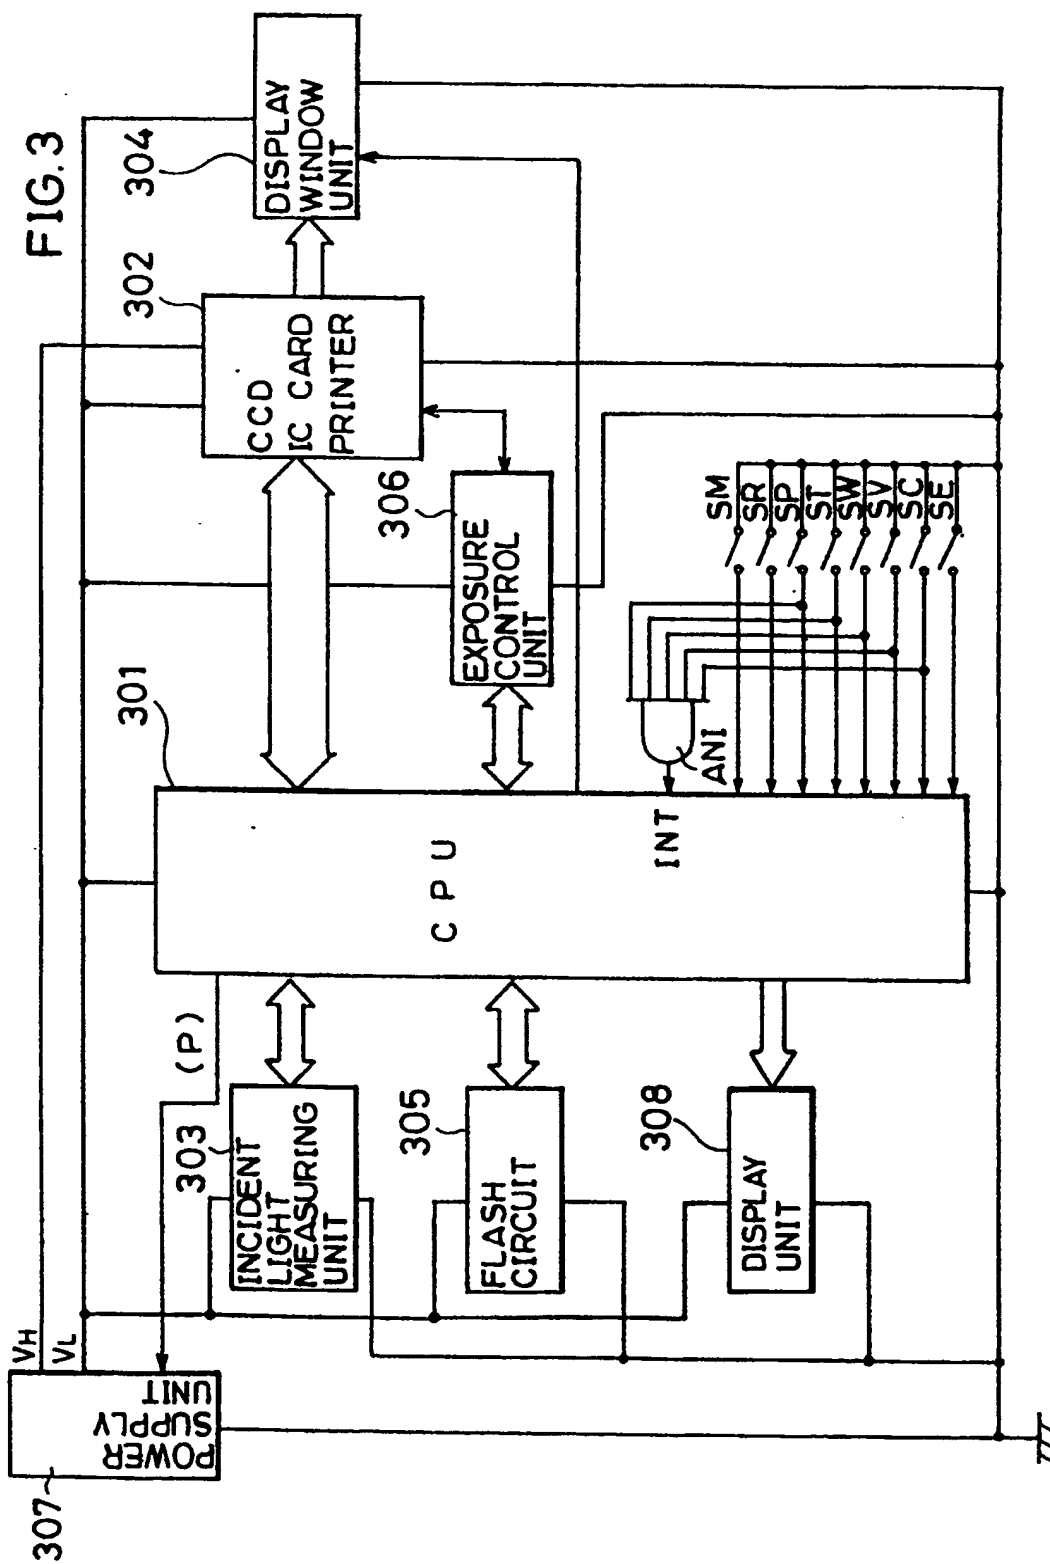 FIG.3
307
POWER
SUPPLY
UNIT
VH
VL
(P)
303
INCIDENT
LIGHT
MEASURING
UNIT
305
FLASH
CIRCUIT
308
DISPLAY
UNIT
301
CPU
INT
ANI
302
CCD
IC CARD
PRINTER
304
DISPLAY
WINDOW
UNIT
306
EXPOSURE
CONTROL
UNIT
SM
SR
SP
ST
SW
SV
SC
SE